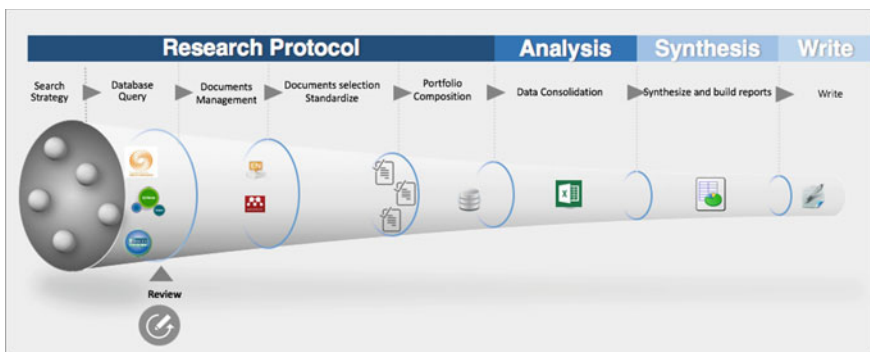 Research Protocol
Analysis
Synthesis
Write
Search
Strategy
Database
Query
Documents
Management
Documents selection
Standardize
Portfolio
Composition
Data Consolidation
Synthesize and build reports
Write
EN
Review